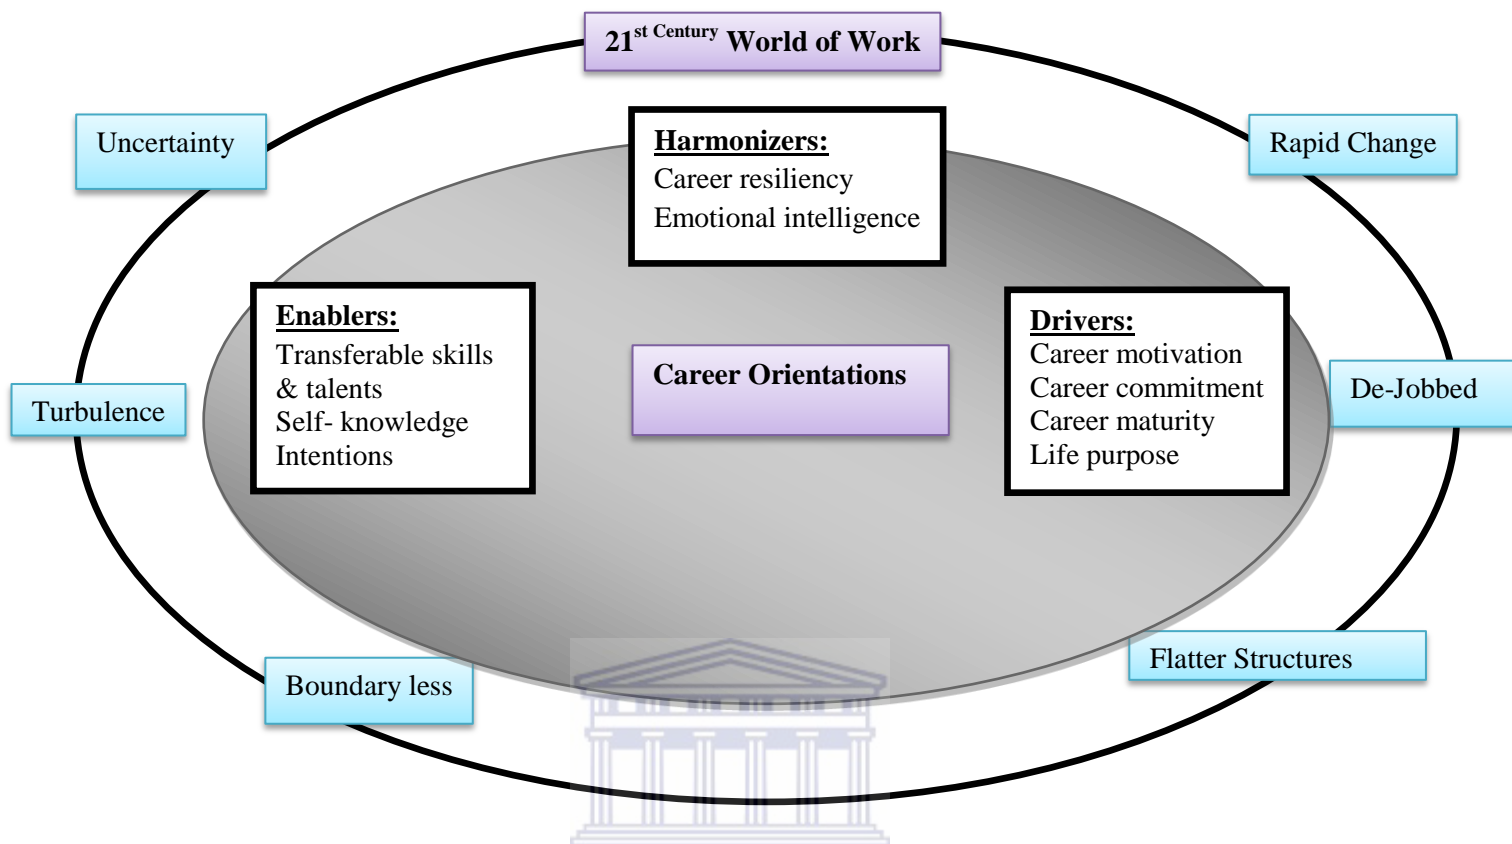 21st Century World of Work
Uncertainty
Rapid Change
Harmonizers:
Career resiliency
Emotional intelligence
Enablers:
Transferable skills
& talents
Self- knowledge
Intentions
Career Orientations
Drivers:
Career motivation
Career commitment
Career maturity
Life purpose
Turbulence
De-Jobbed
Boundary less
Flatter Structures